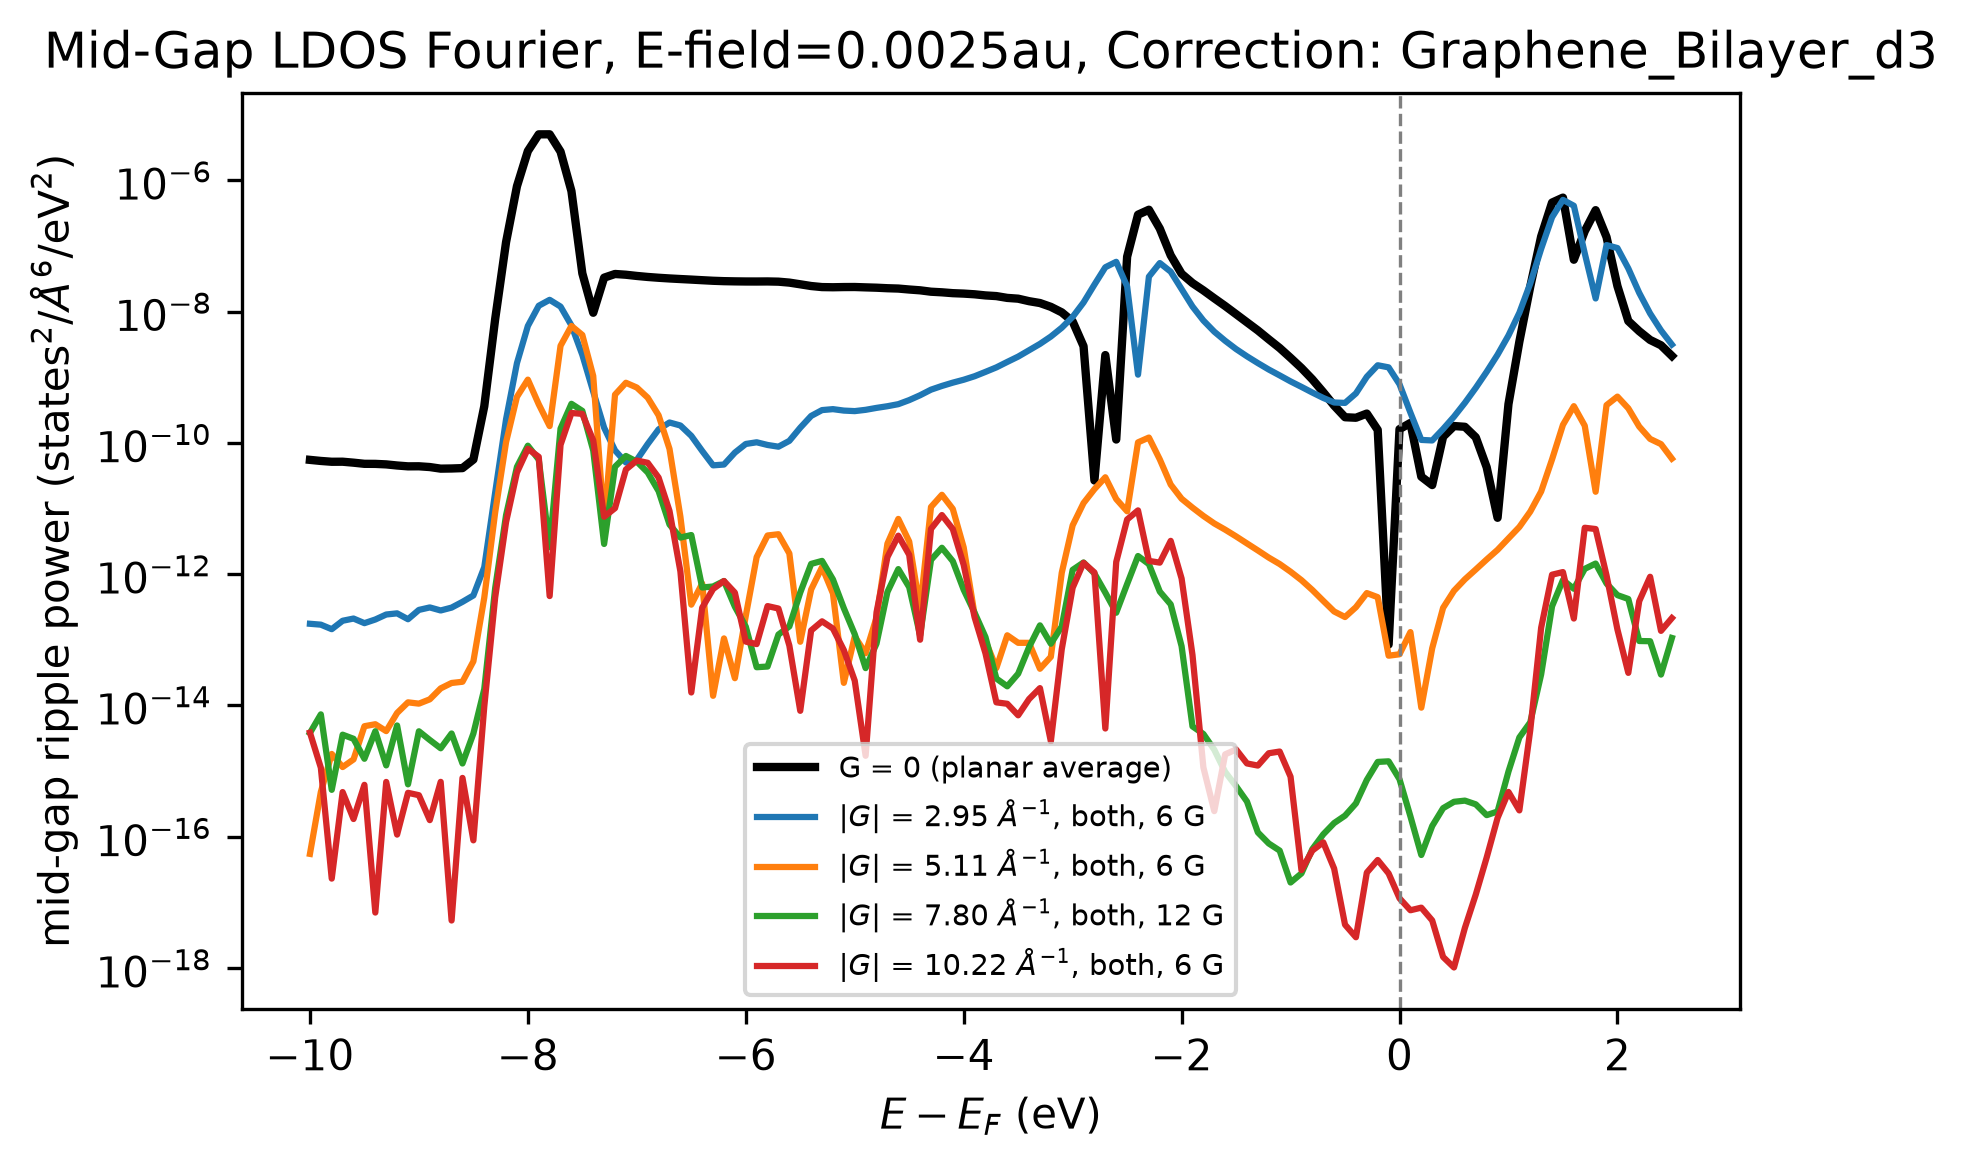 Mid-Gap LDOS Fourier, E-field=0.0025au, Correction: Graphene_Bilayer_d3
mid-gap ripple power (states²/Å⁶/eV²)
10⁻⁶
10⁻⁸
10⁻¹⁰
10⁻¹²
10⁻¹⁴
10⁻¹⁶
10⁻¹⁸
G = 0 (planar average)
|G| = 2.95 Å⁻¹, both, 6 G
|G| = 5.11 Å⁻¹, both, 6 G
|G| = 7.80 Å⁻¹, both, 12 G
|G| = 10.22 Å⁻¹, both, 6 G
−10 −8 −6 −4 −2 0 2
E − E_F (eV)